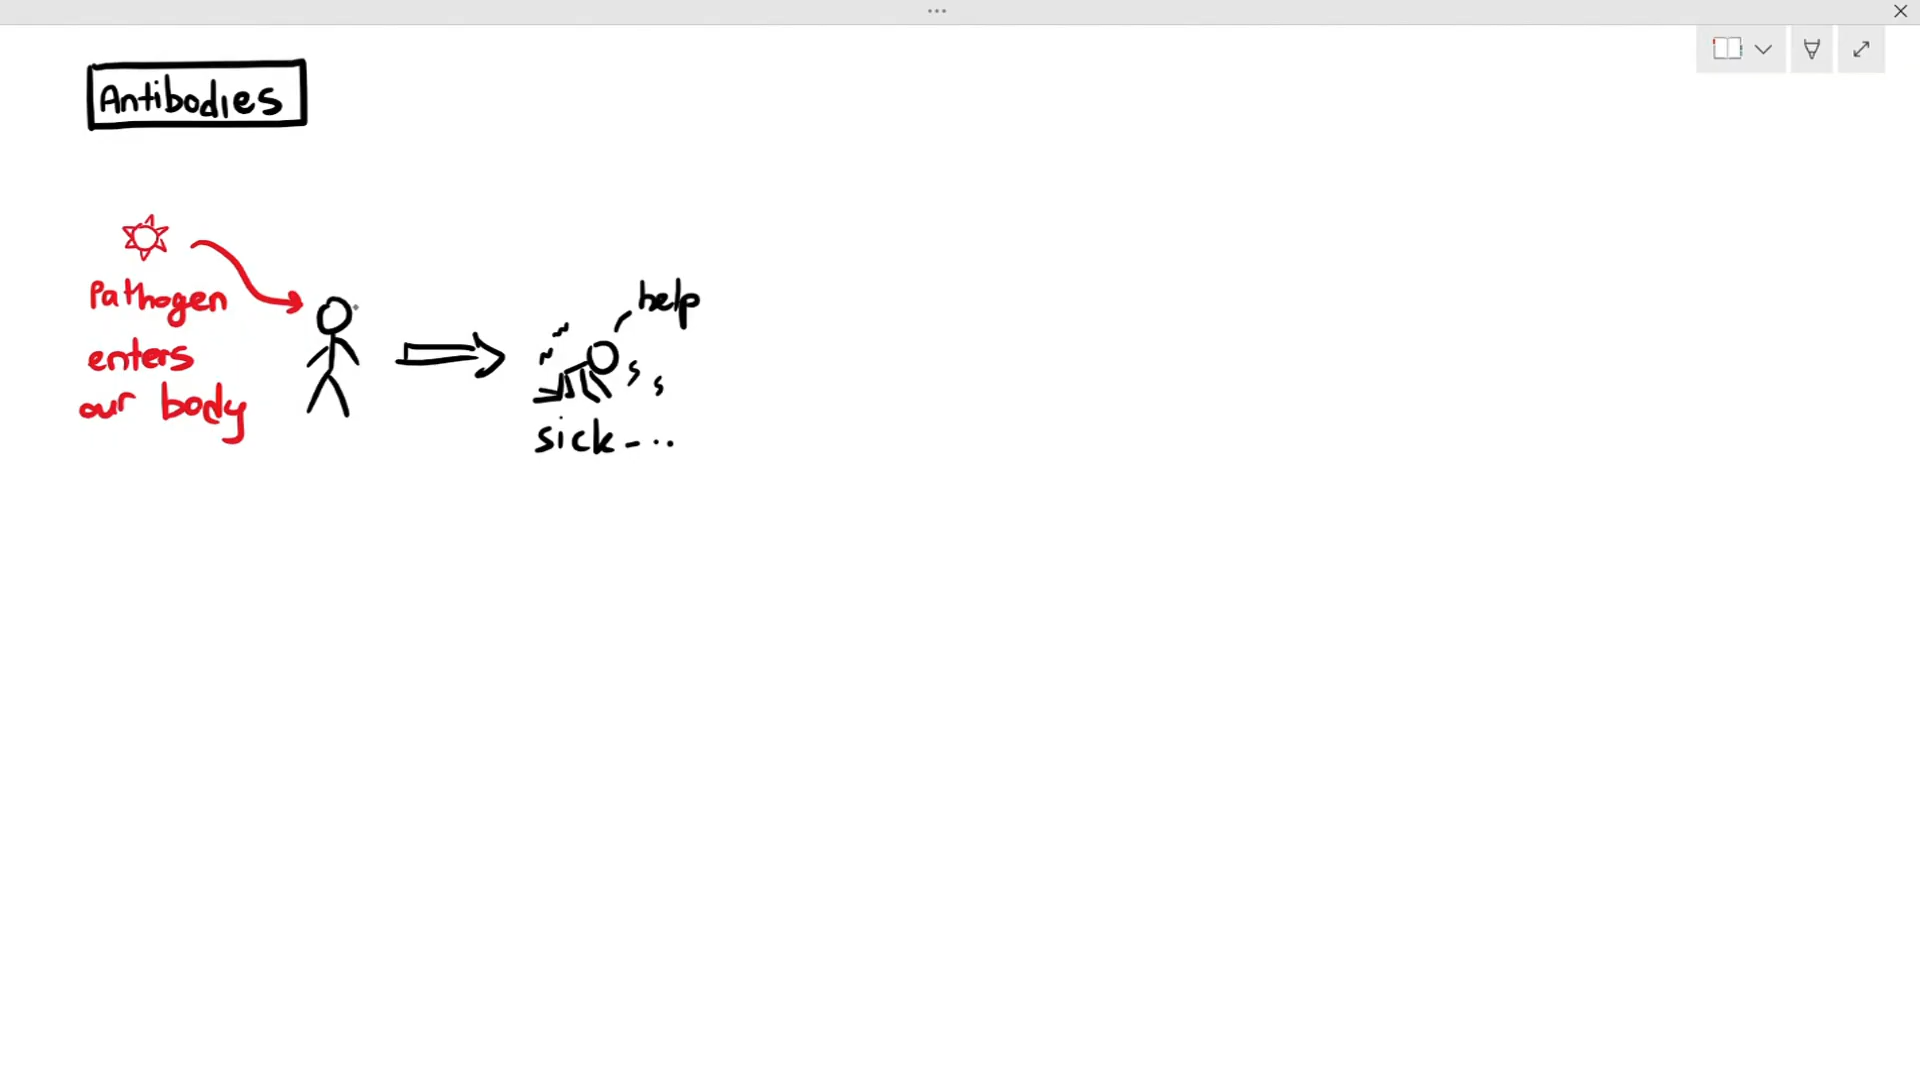 Antibodies
Pathogen
enters
our body
help
sick-..